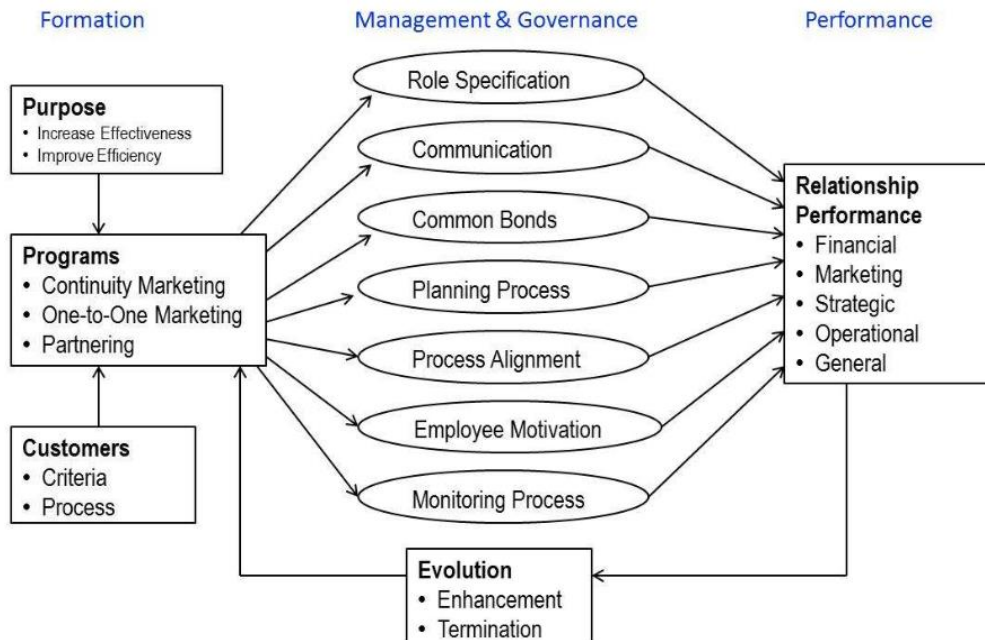 Formation
Management & Governance
Performance
Purpose
• Increase Effectiveness
• Improve Efficiency
Programs
• Continuity Marketing
• One-to-One Marketing
• Partnering
Customers
• Criteria
• Process
Role Specification
Communication
Common Bonds
Planning Process
Process Alignment
Employee Motivation
Monitoring Process
Relationship
Performance
• Financial
• Marketing
• Strategic
• Operational
• General
Evolution
• Enhancement
• Termination